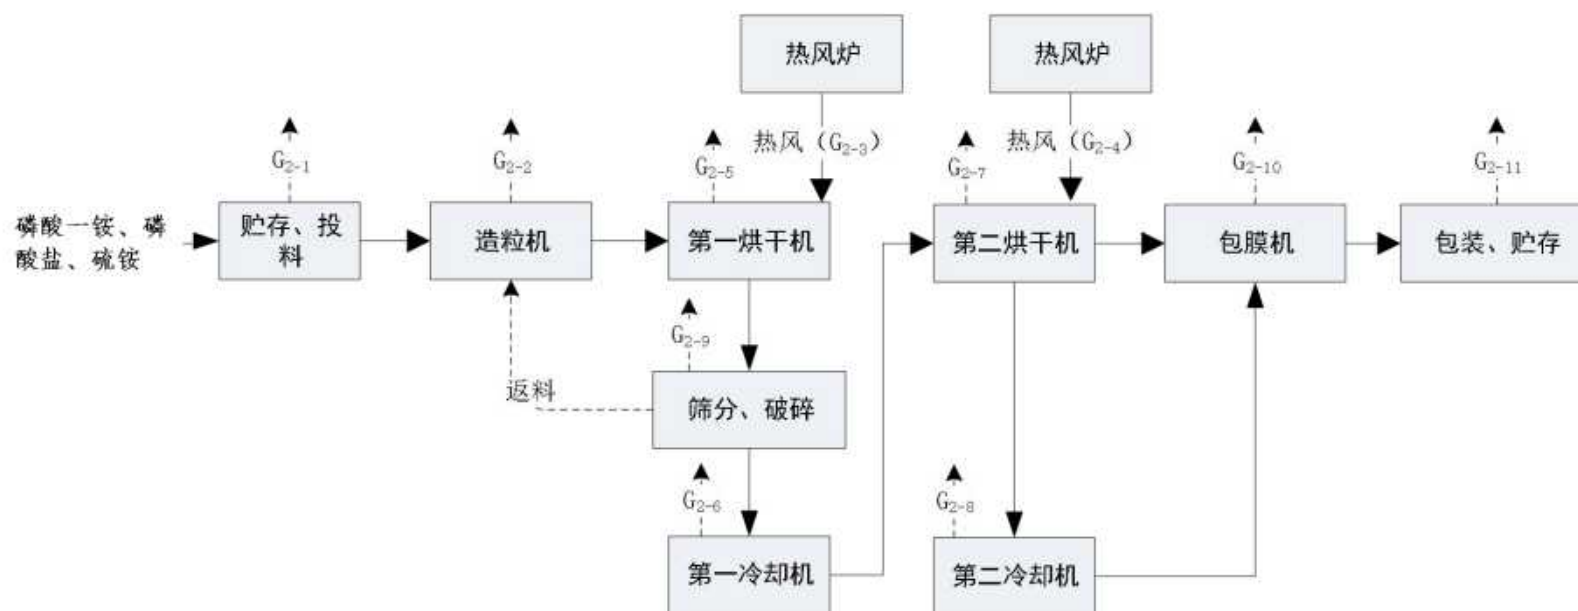 热风炉
热风炉
G2-1
G2-2
G2-5
热风（G2-3）
G2-7
热风（G2-4）
G2-10
G2-11
磷酸一铵、磷
酸盐、硫铵
贮存、投
料
造粒机
第一烘干机
第二烘干机
包膜机
包装、贮存
G2-9
返料
筛分、破碎
G2-6
G2-8
第一冷却机
第二冷却机